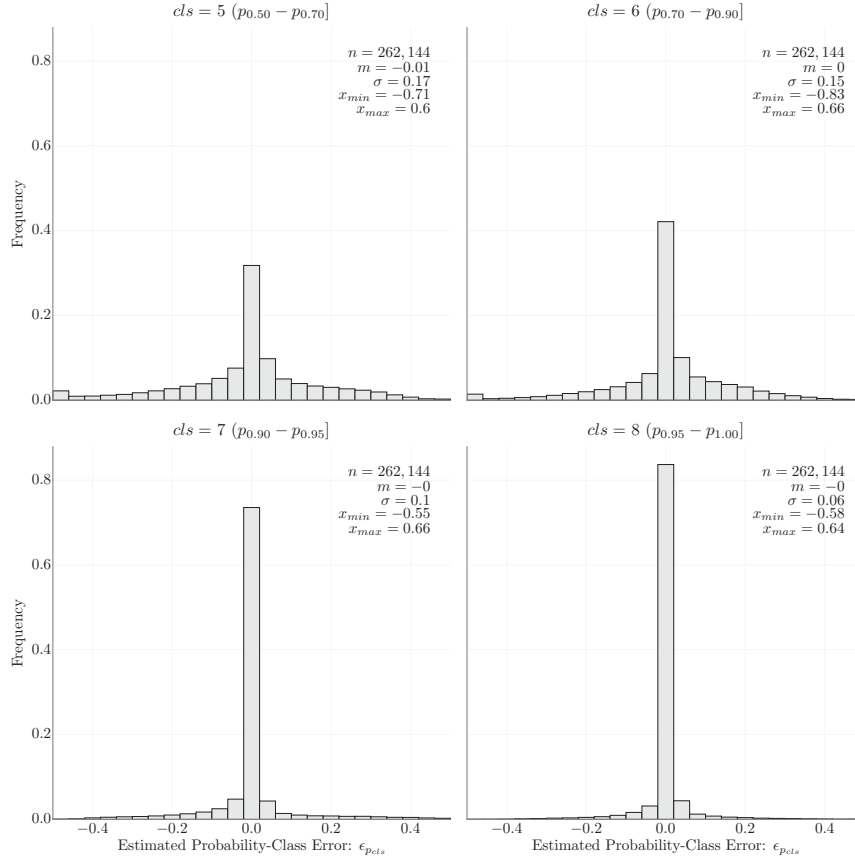 cls = 5 (p0.50 − p0.70]
n = 262,144
m = −0.01
σ = 0.17
xmin = −0.71
xmax = 0.6
0.8
0.6
0.4
0.2
0.0
Frequency
cls = 6 (p0.70 − p0.90]
n = 262,144
m = 0
σ = 0.15
xmin = −0.83
xmax = 0.66
cls = 7 (p0.90 − p0.95]
n = 262,144
m = −0
σ = 0.1
xmin = −0.55
xmax = 0.66
0.8
0.6
0.4
0.2
0.0
Frequency
−0.4 −0.2 0.0 0.2 0.4
Estimated Probability-Class Error: ϵpcls
cls = 8 (p0.95 − p1.00]
n = 262,144
m = −0
σ = 0.06
xmin = −0.58
xmax = 0.64
−0.4 −0.2 0.0 0.2 0.4
Estimated Probability-Class Error: ϵpcls